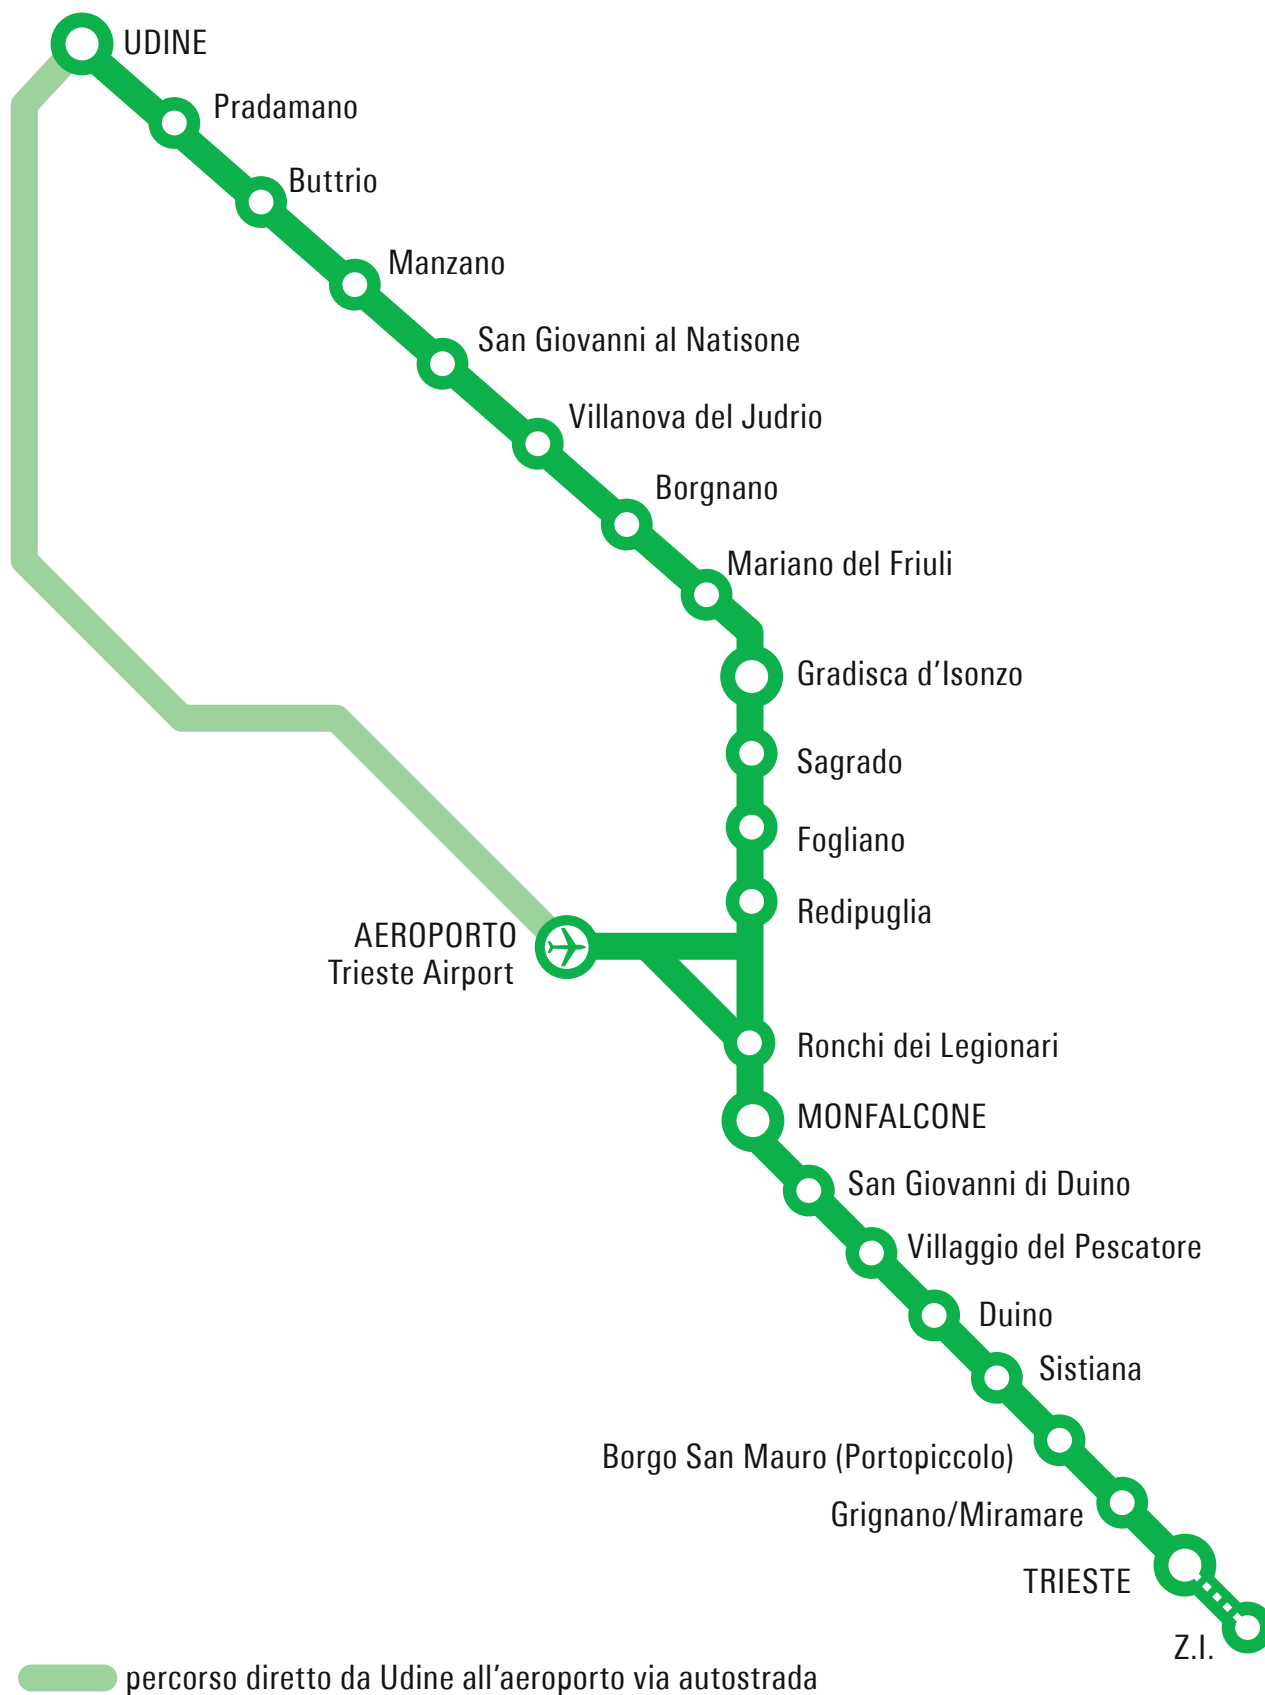 UDINE
Pradamano
Buttrio
Manzano
San Giovanni al Natisone
Villanova del Judrio
Borgnano
Mariano del Friuli
Gradisca d’Isonzo
Sagrado
Fogliano
Redipuglia
AEROPORTO
Trieste Airport
Ronchi dei Legionari
MONFALCONE
San Giovanni di Duino
Villaggio del Pescatore
Duino
Sistiana
Borgo San Mauro (Portopiccolo)
Grignano/Miramare
TRIESTE
Z.I.
percorso diretto da Udine all’aeroporto via autostrada